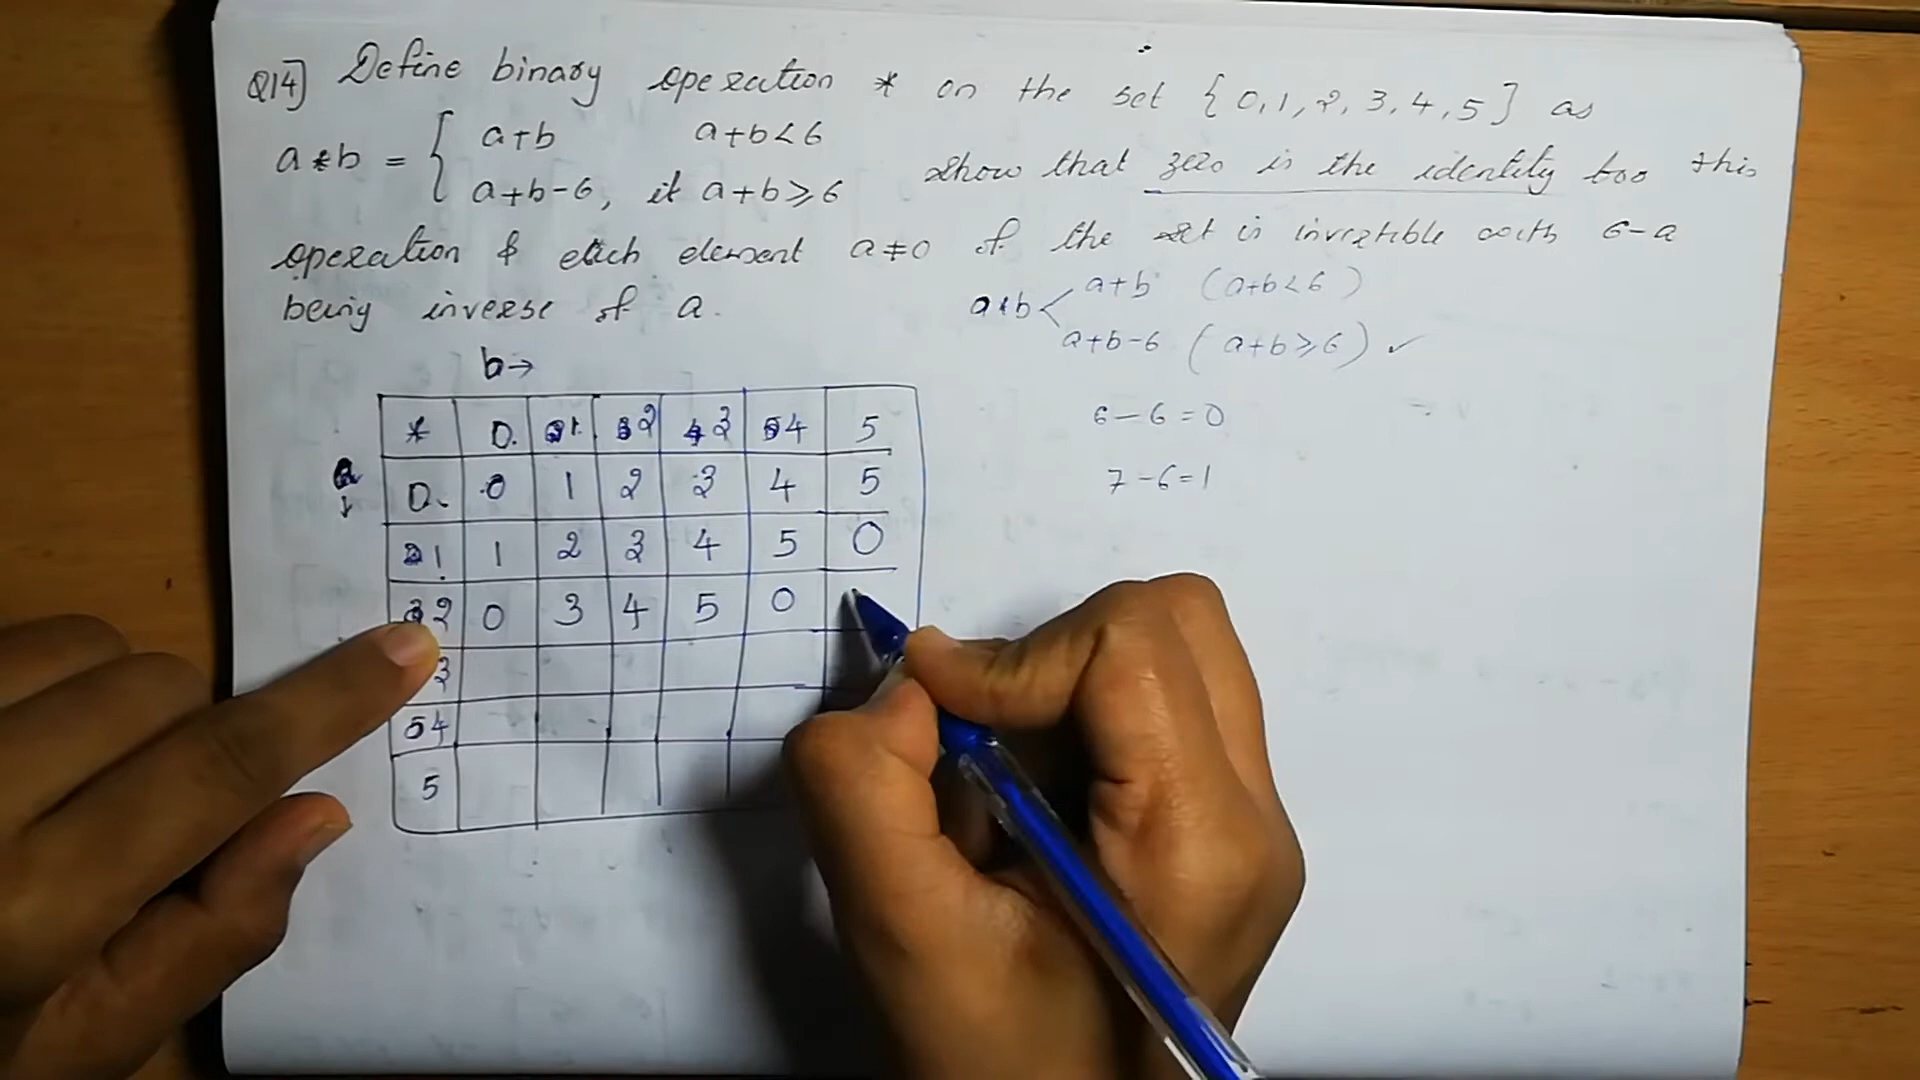 Q14] Define binary operation * on the set {0,1,2,3,4,5} as
a*b = { a+b a+b<6
a+b-6, if a+b≥6 show that zero is the identity for this
operation & each element a≠0 of the set is invertible with 6-a
being inverse of a.
a*b < a+b (a+b<6)
a+b-6 (a+b≥6) ✓
6-6=0
7-6=1
b→
a↓
* 0 1 2 3 4 5
0 0 1 2 3 4 5
1 1 2 3 4 5 0
2 0 3 4 5 0
3
4
5